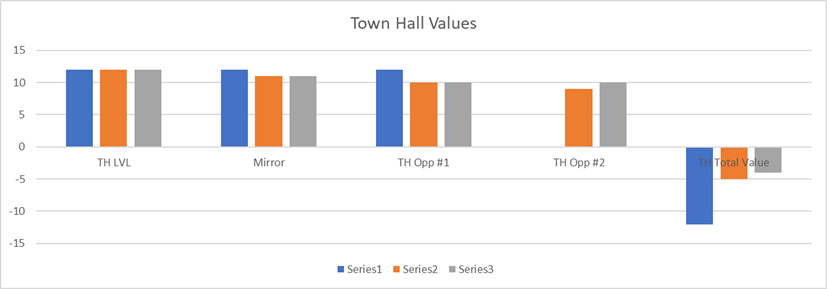 Town Hall Values
15
10
5
0
-5
-10
-15
TH LVL
Mirror
TH Opp #1
TH Opp #2
TH Total Value
Series1 Series2 Series3